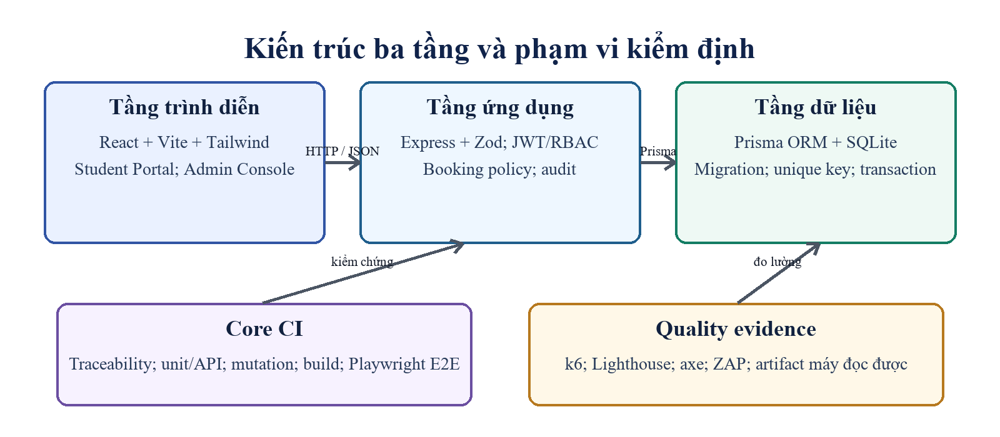 Kiến trúc ba tầng và phạm vi kiểm định
Tầng trình diễn
React + Vite + Tailwind
Student Portal; Admin Console
HTTP / JSON
Tầng ứng dụng
Express + Zod; JWT/RBAC
Booking policy; audit
Prisma
Tầng dữ liệu
Prisma ORM + SQLite
Migration; unique key; transaction
kiểm chứng
đo lường
Core CI
Traceability; unit/API; mutation; build; Playwright E2E
Quality evidence
k6; Lighthouse; axe; ZAP; artifact máy đọc được